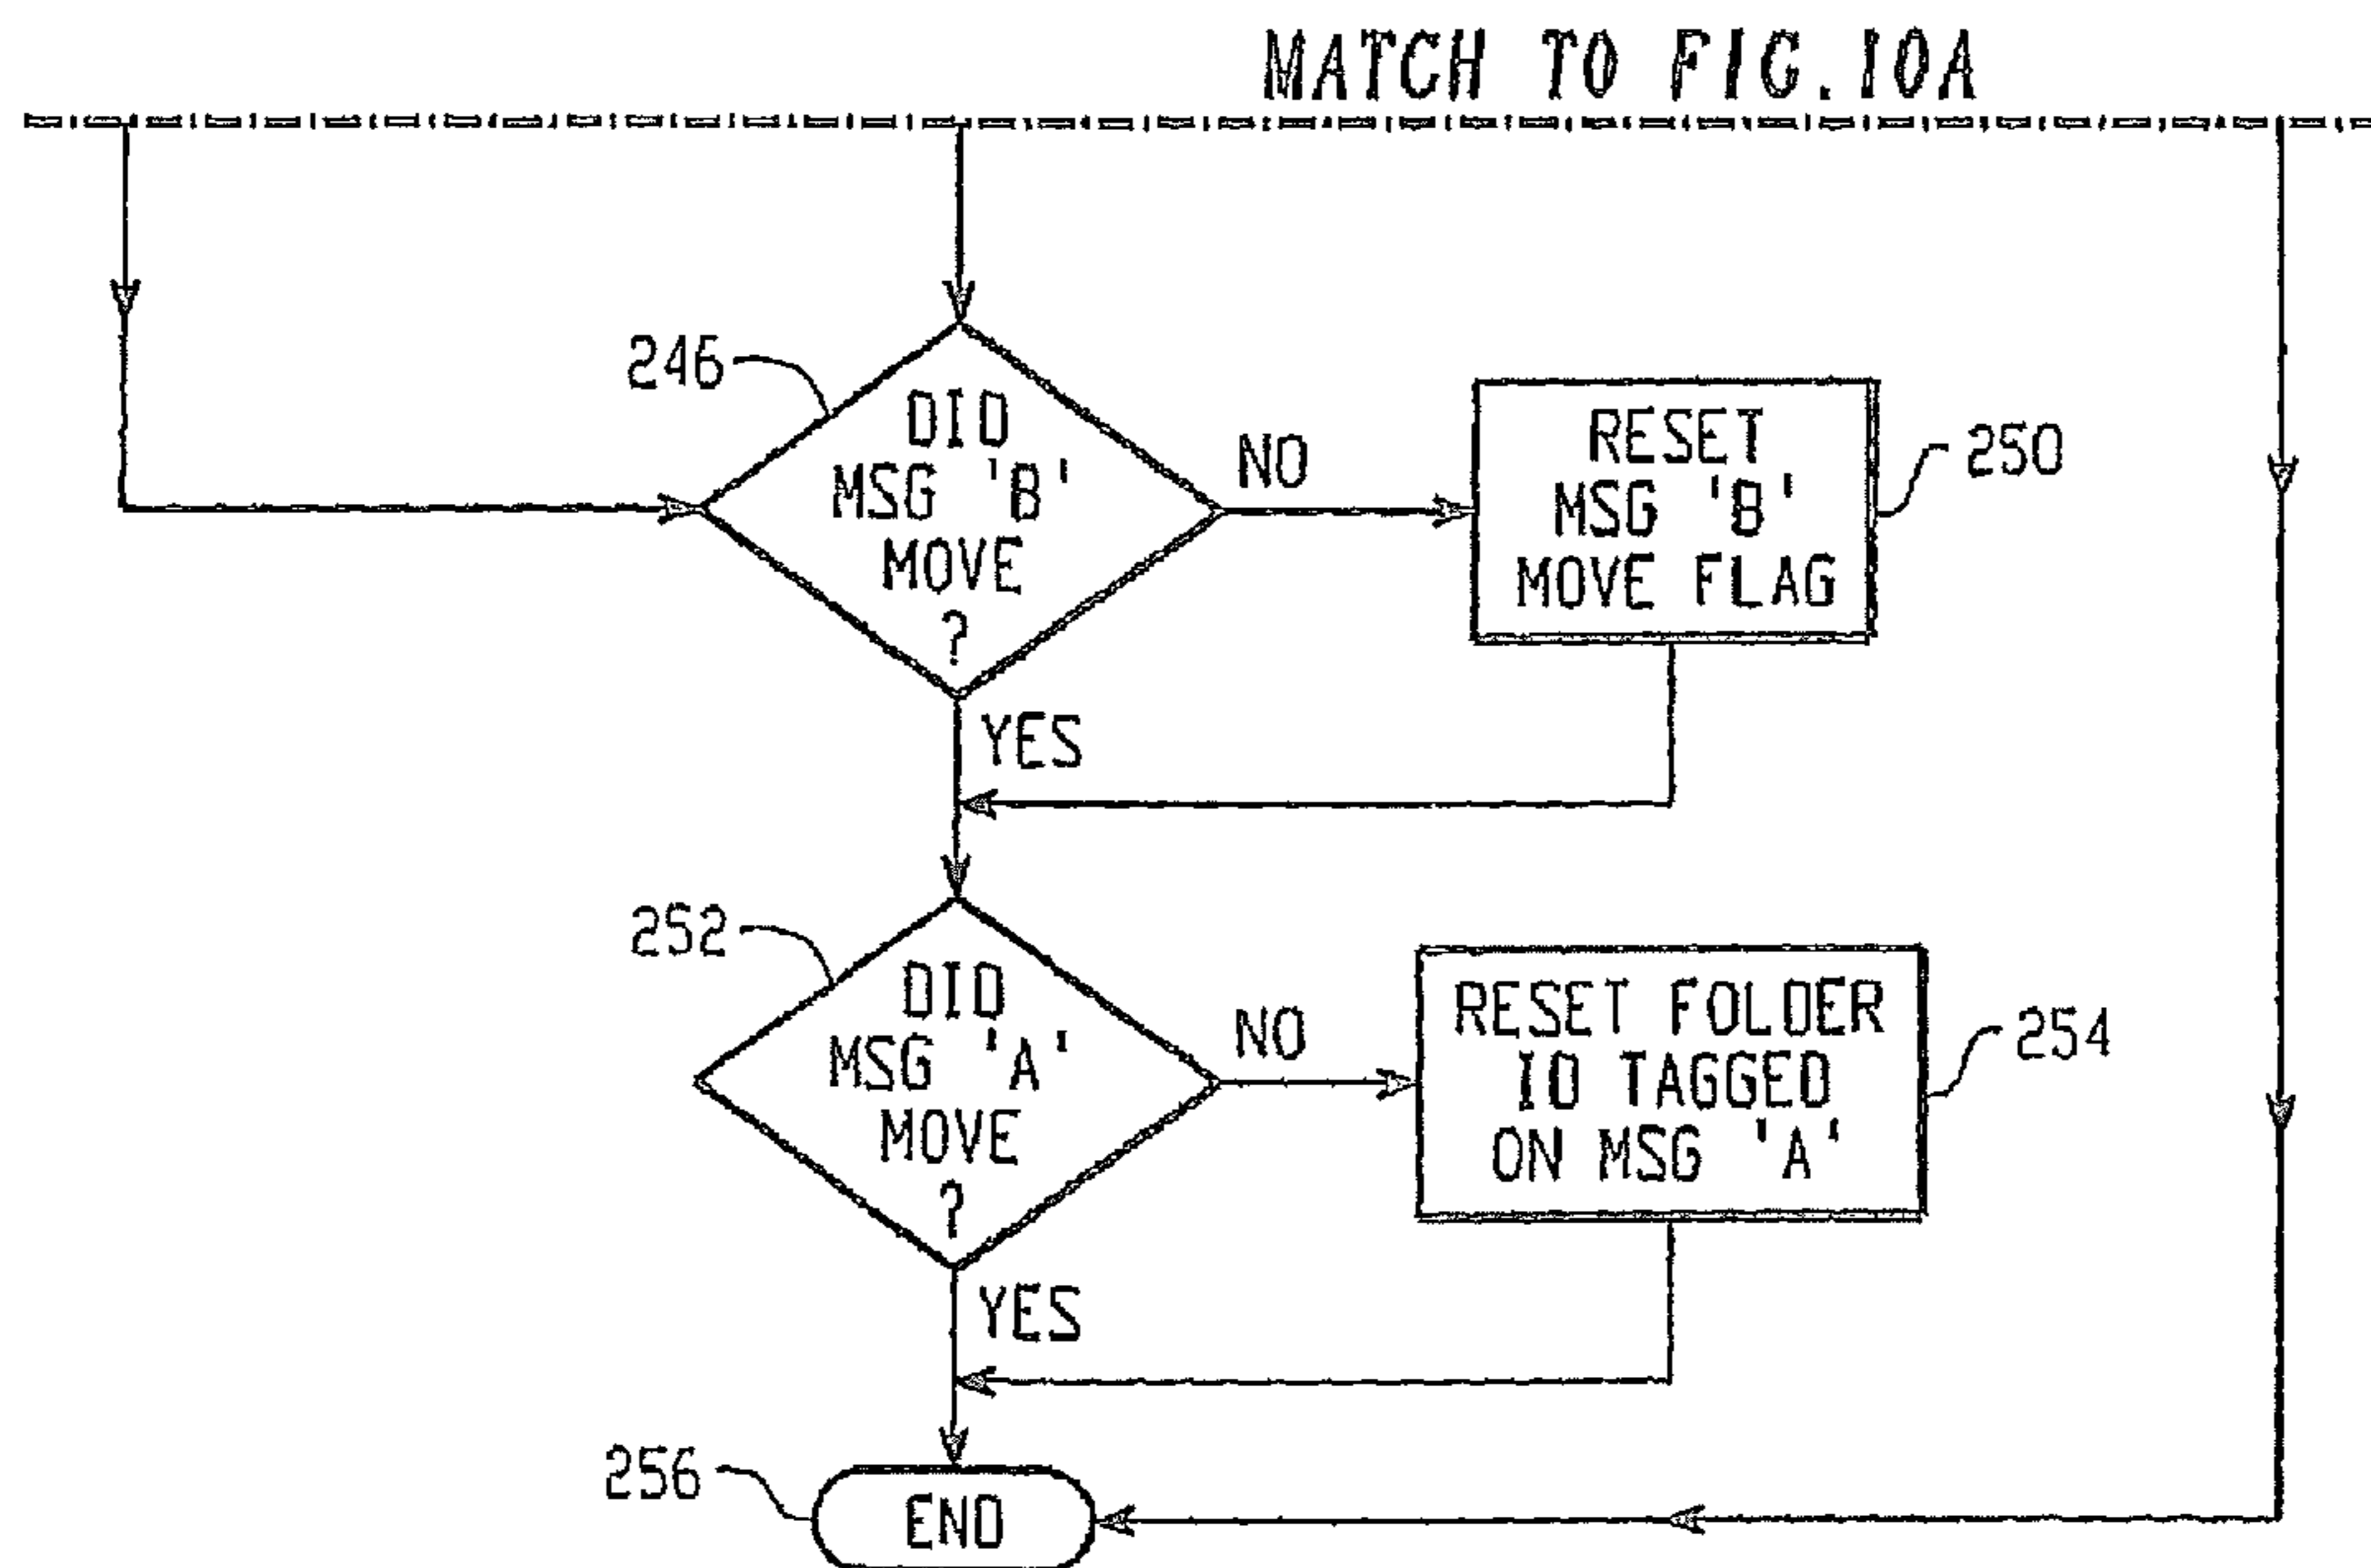 MATCH TO FIG. 10A
246
DID
MSG 'B'
MOVE
?
NO
RESET
MSG 'B'
MOVE FLAG
250
YES
252
DID
MSG 'A'
MOVE
?
NO
RESET FOLDER
ID TAGGED
ON MSG 'A'
254
YES
256
END